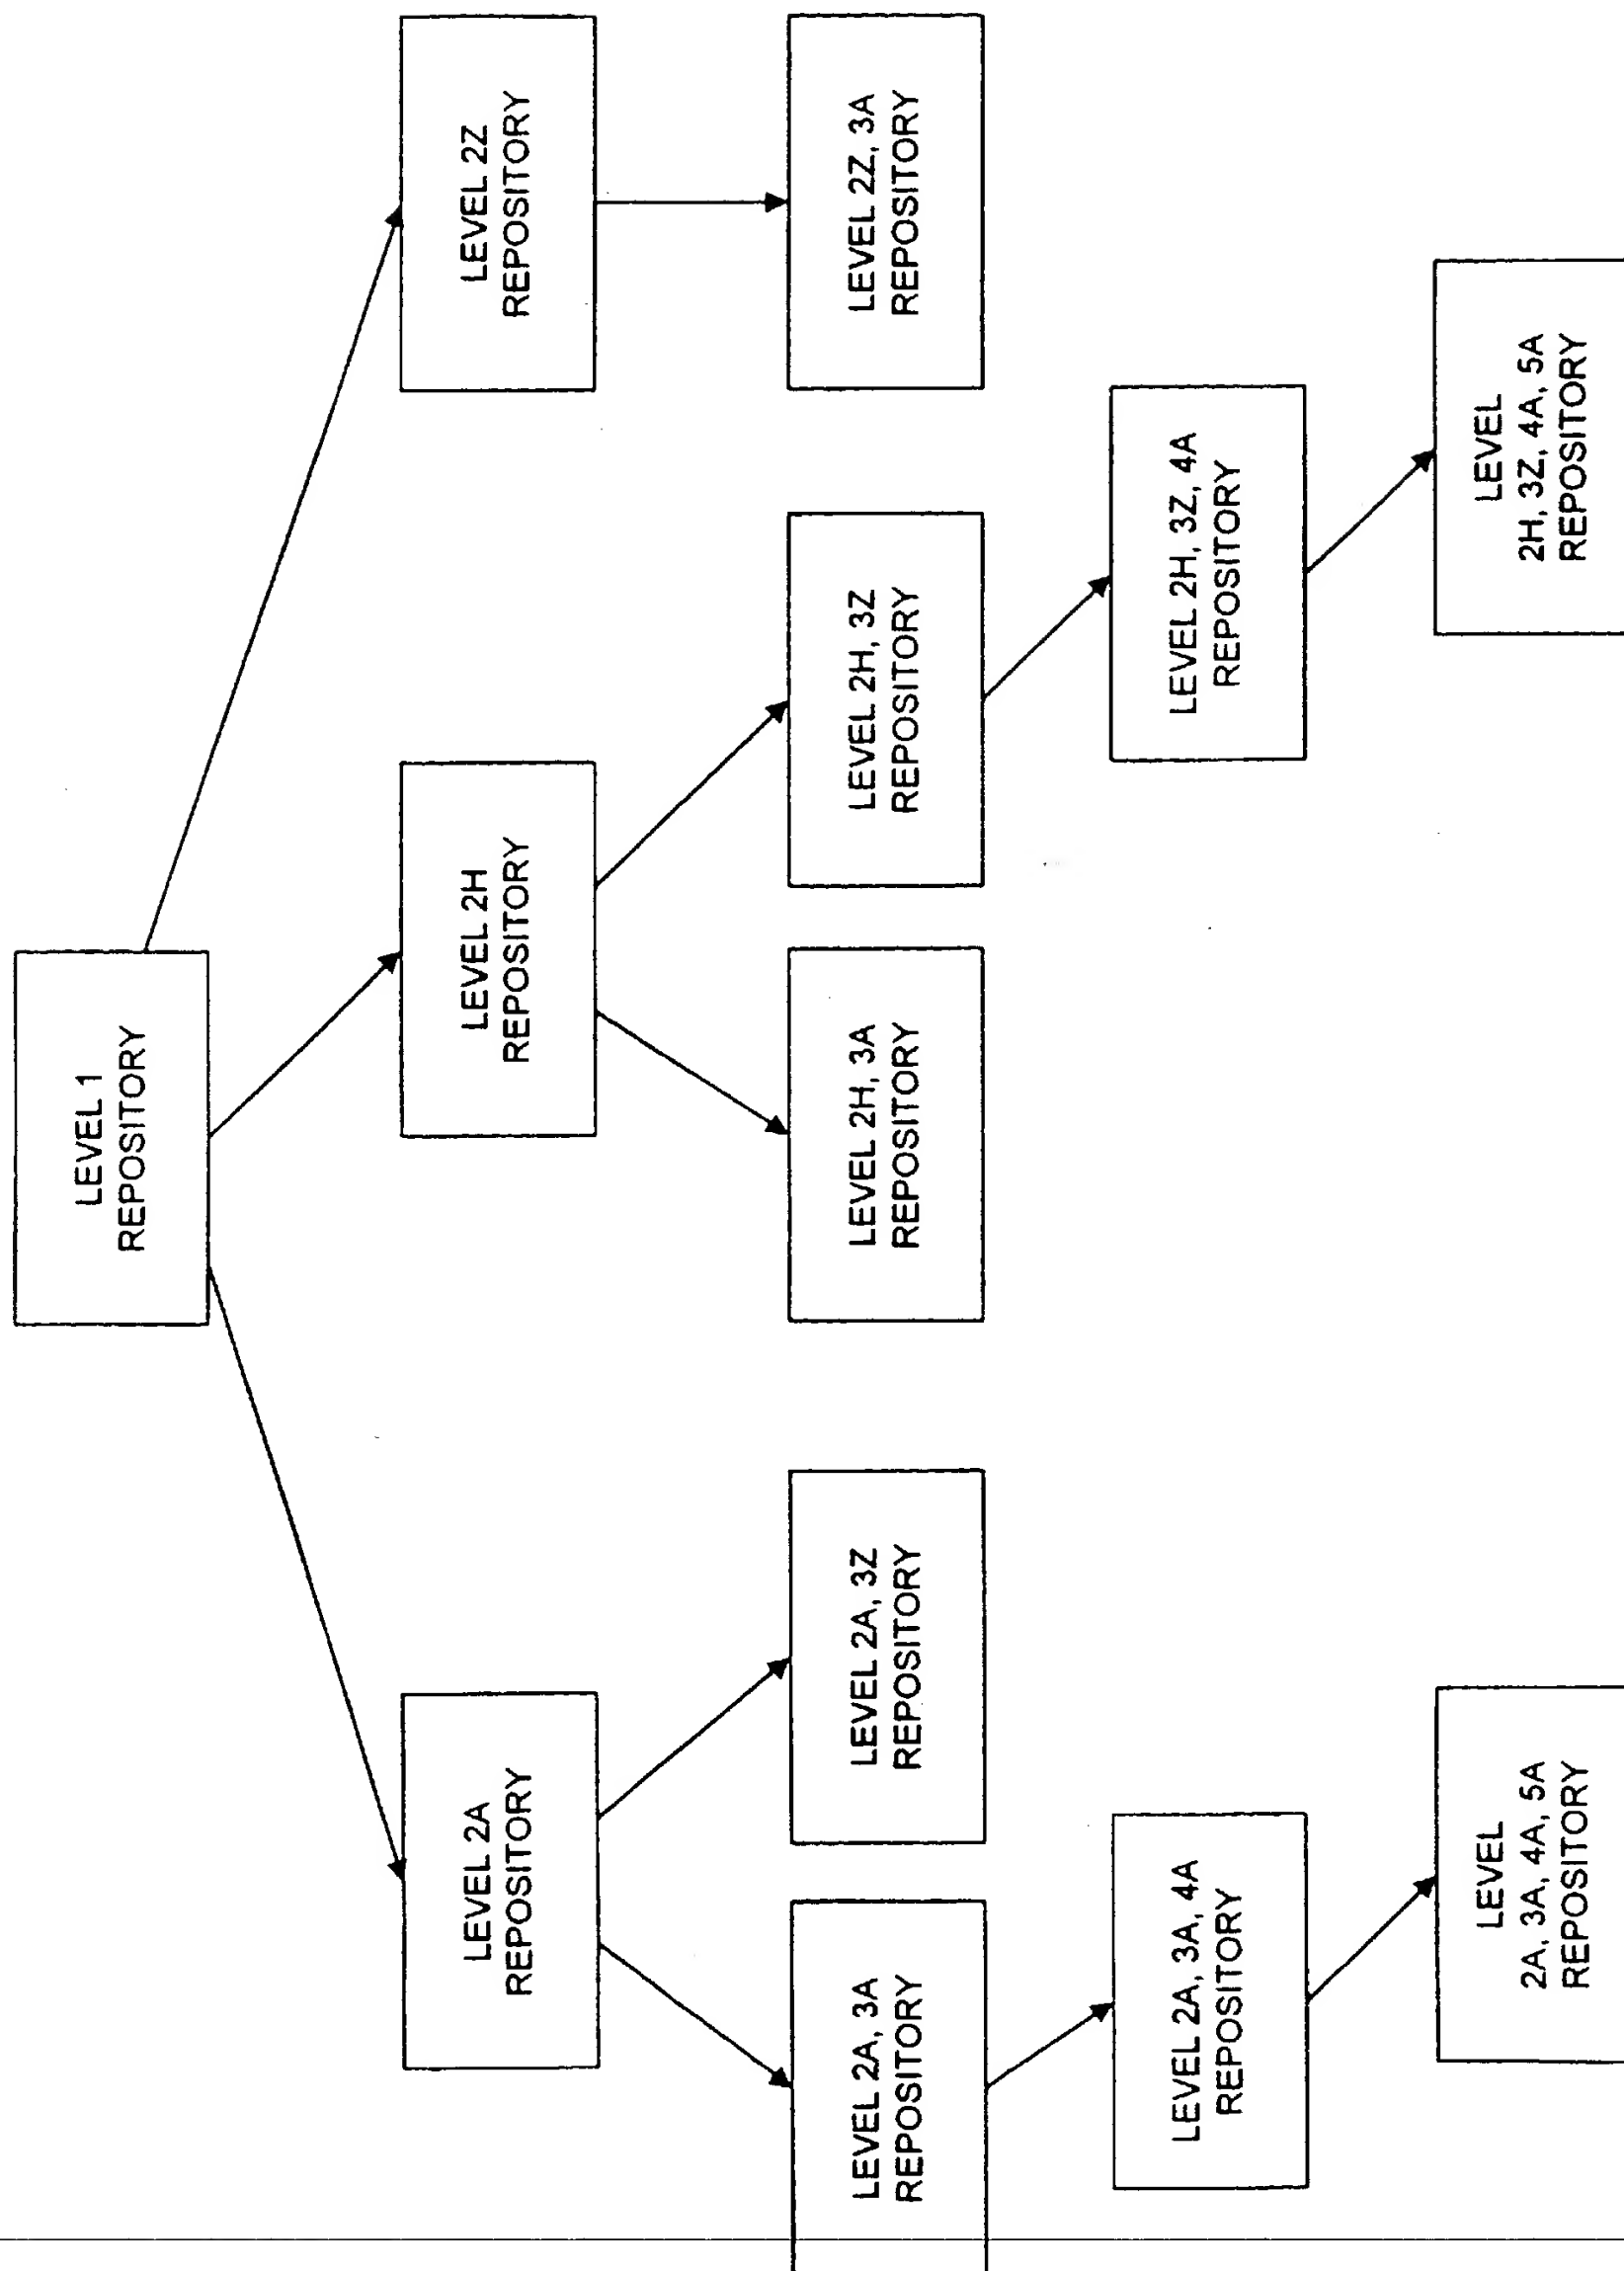 LEVEL 1
REPOSITORY
LEVEL 2A
REPOSITORY
LEVEL 2H
REPOSITORY
LEVEL 2Z
REPOSITORY
LEVEL 2A, 3A
REPOSITORY
LEVEL 2A, 3Z
REPOSITORY
LEVEL 2H, 3A
REPOSITORY
LEVEL 2H, 3Z
REPOSITORY
LEVEL 2Z, 3A
REPOSITORY
LEVEL 2A, 3A, 4A
REPOSITORY
LEVEL 2H, 3Z, 4A
REPOSITORY
LEVEL
2A, 3A, 4A, 5A
REPOSITORY
LEVEL
2H, 3Z, 4A, 5A
REPOSITORY